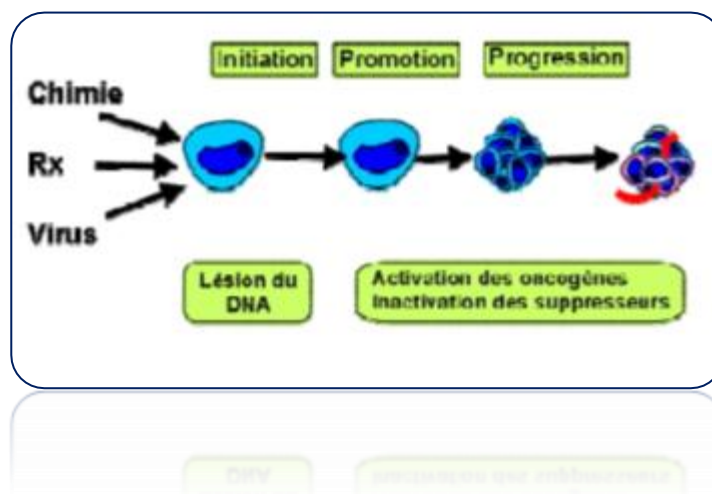 Initiation
Promotion
Progression
Chimie
Rx
Virus
Lésion du
DNA
Activation des oncogènes
Inactivation des suppresseurs